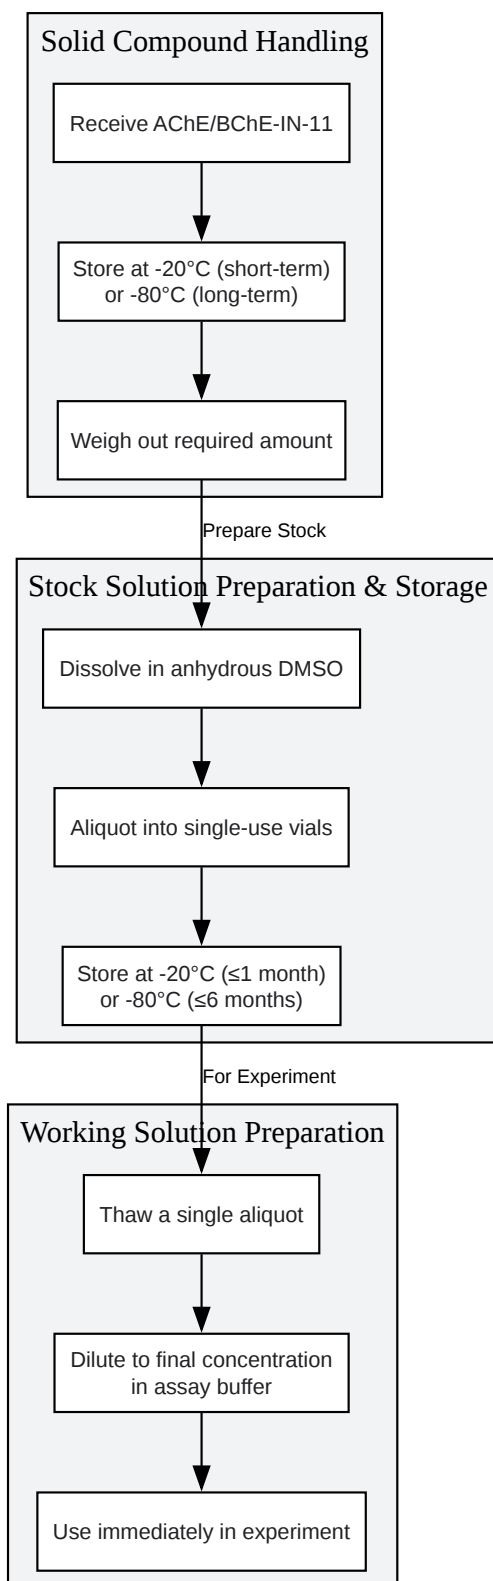 Solid Compound Handling
Receive AChE/BChE-IN-11
Store at -20°C (short-term)
or -80°C (long-term)
Weigh out required amount
Prepare Stock
Stock Solution Preparation & Storage
Dissolve in anhydrous DMSO
Aliquot into single-use vials
Store at -20°C (≤1 month)
or -80°C (≤6 months)
For Experiment
Working Solution Preparation
Thaw a single aliquot
Dilute to final concentration
in assay buffer
Use immediately in experiment